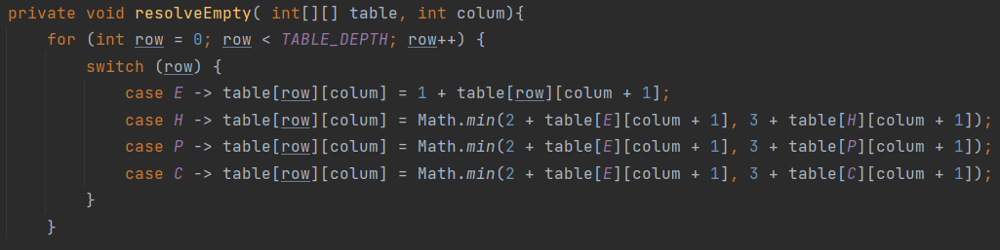 private void resolveEmpty( int[][] table, int colum){
    for (int row = 0; row < TABLE_DEPTH; row++) {
        switch (row) {
            case E -> table[row][colum] = 1 + table[row][colum + 1];
            case H -> table[row][colum] = Math.min(2 + table[E][colum + 1], 3 + table[H][colum + 1]);
            case P -> table[row][colum] = Math.min(2 + table[E][colum + 1], 3 + table[P][colum + 1]);
            case C -> table[row][colum] = Math.min(2 + table[E][colum + 1], 3 + table[C][colum + 1]);
        }
    }